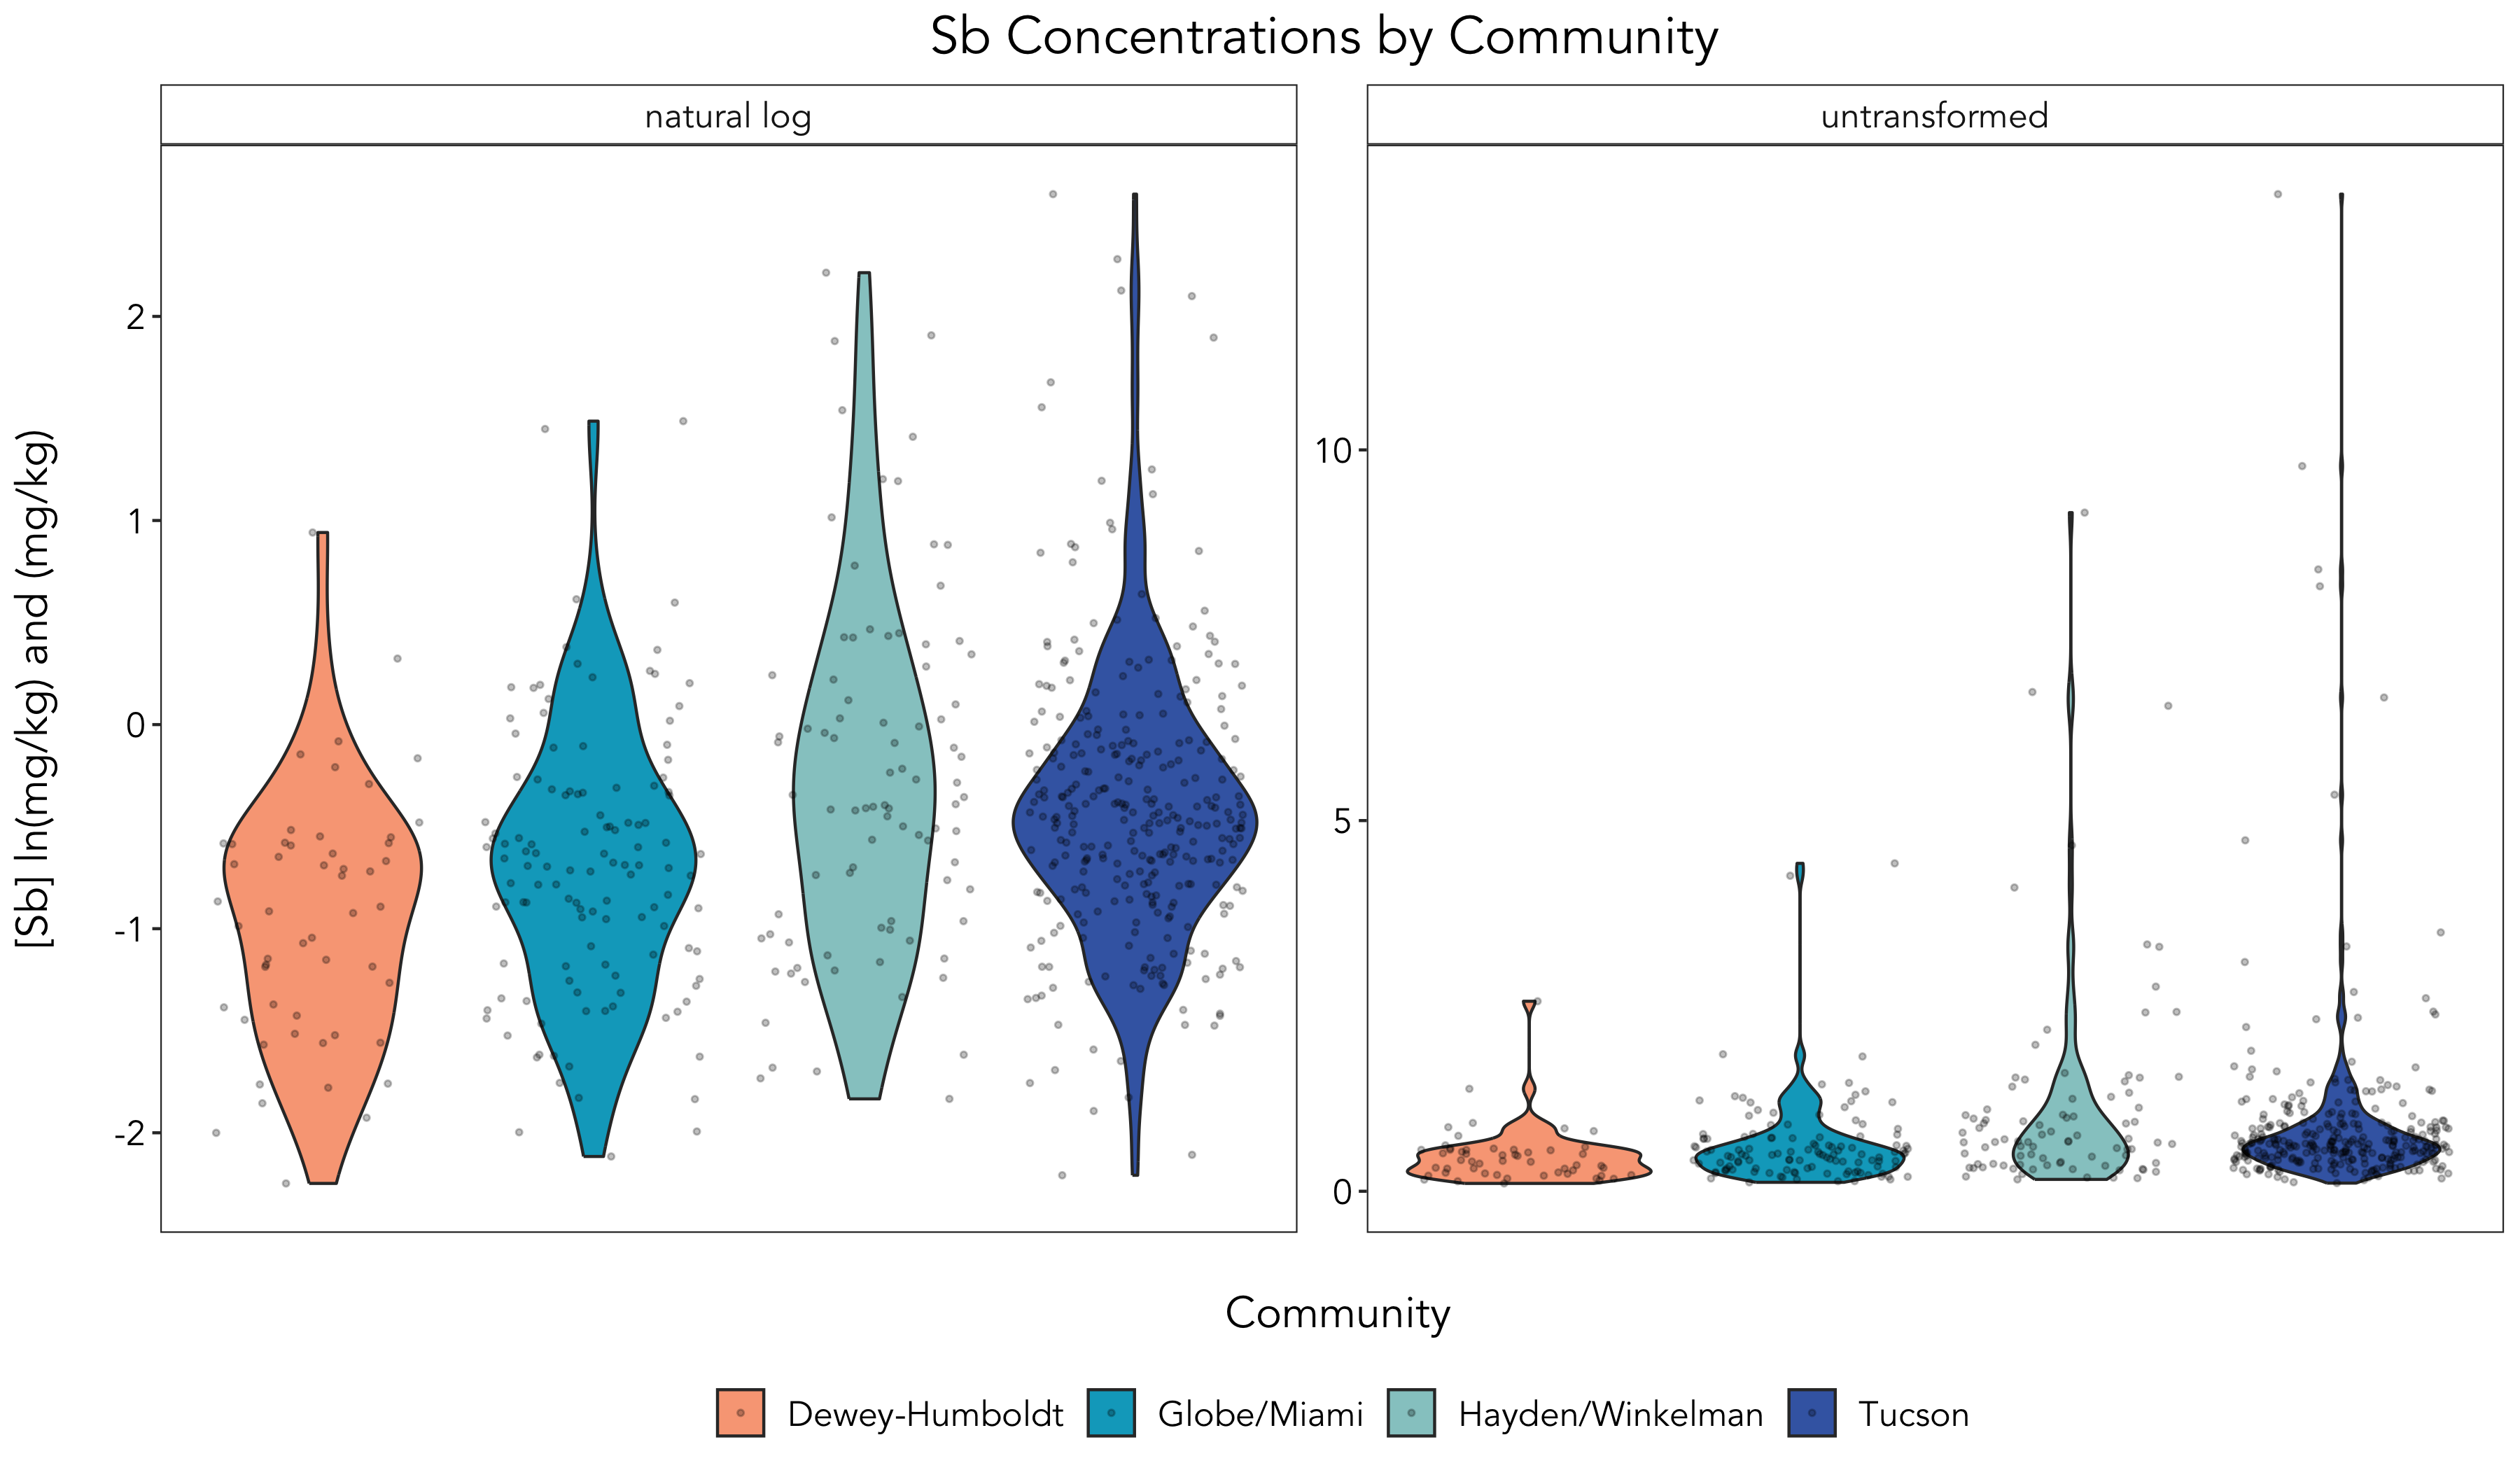 Sb Concentrations by Community
natural log
untransformed
[Sb] ln(mg/kg) and (mg/kg)
2
1
0
-1
-2
10
5
0
Community
Dewey-Humboldt
Globe/Miami
Hayden/Winkelman
Tucson